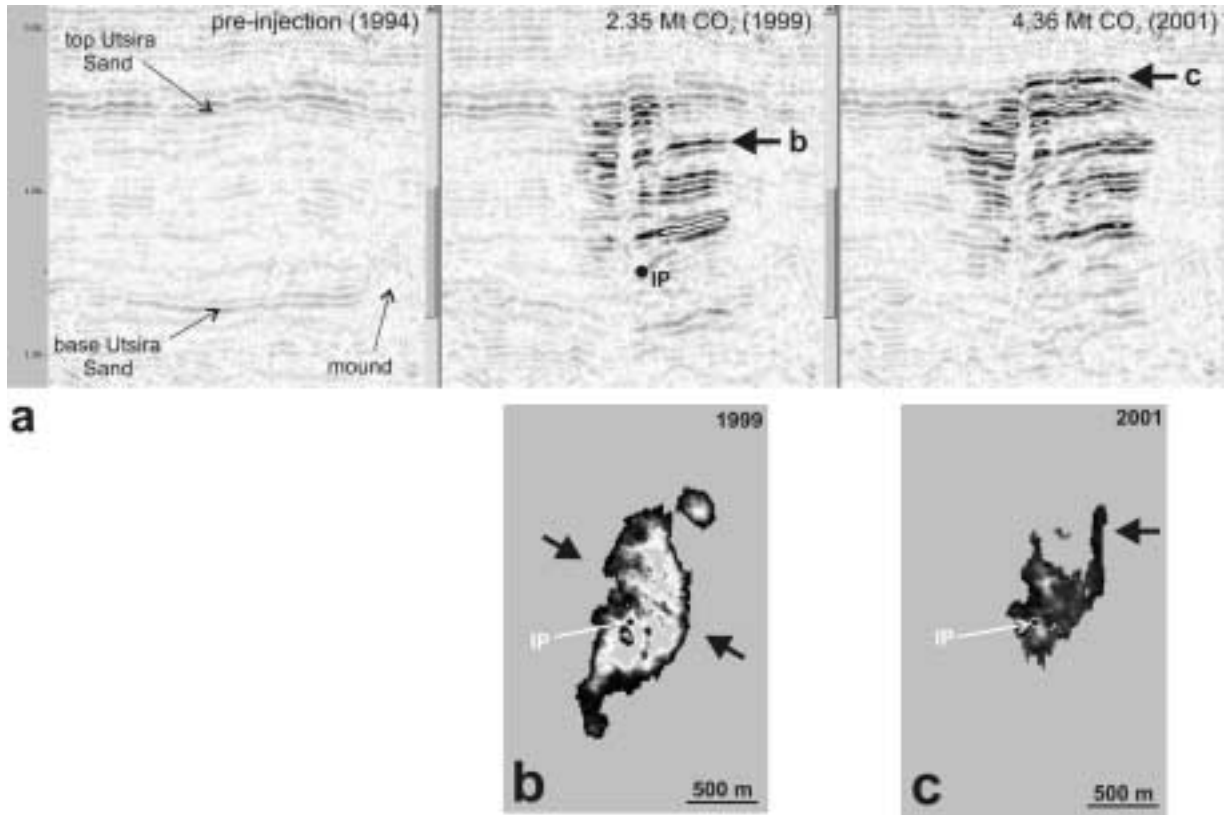 pre-injection (1994)
2.35 Mt CO₂ (1999)
4.36 Mt CO₂ (2001)
top Utsira
Sand
c
b
IP
base Utsira
Sand
mound
a
1999
IP
b
500 m
2001
IP
c
500 m